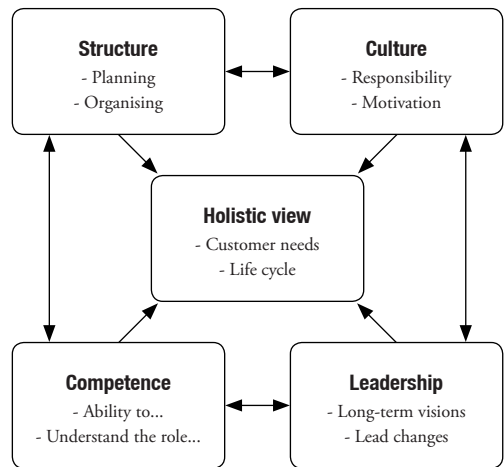 Structure
- Planning
- Organising
Culture
- Responsibility
- Motivation
Holistic view
- Customer needs
- Life cycle
Competence
- Ability to...
- Understand the role...
Leadership
- Long-term visions
- Lead changes